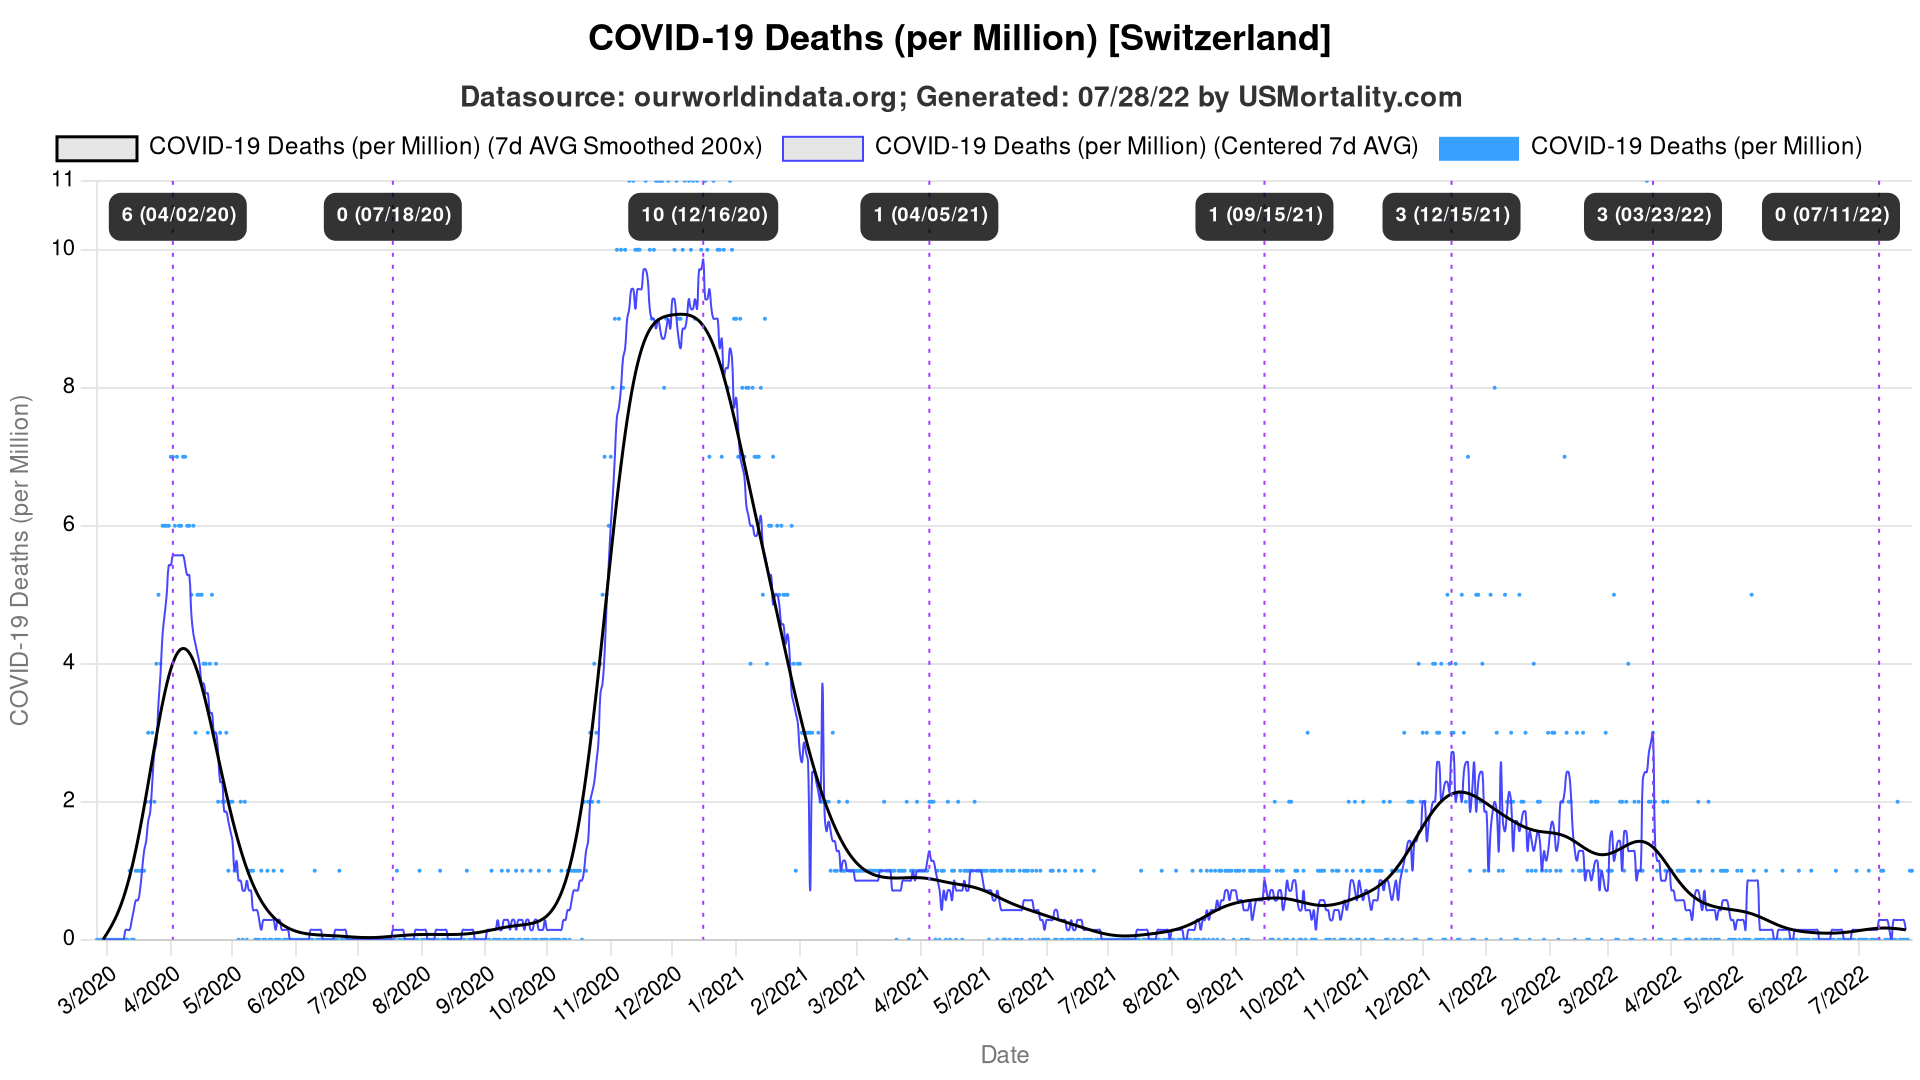 COVID-19 Deaths (per Million) [Switzerland]
Datasource: ourworldindata.org; Generated: 07/28/22 by USMortality.com
COVID-19 Deaths (per Million) (7d AVG Smoothed 200x) COVID-19 Deaths (per Million) (Centered 7d AVG) COVID-19 Deaths (per Million)
6 (04/02/20) 0 (07/18/20) 10 (12/16/20) 1 (04/05/21) 1 (09/15/21) 3 (12/15/21) 3 (03/23/22) 0 (07/11/22)
COVID-19 Deaths (per Million)
11
10
8
6
4
2
0
3/2020 4/2020 5/2020 6/2020 7/2020 8/2020 9/2020 10/2020 11/2020 12/2020 1/2021 2/2021 3/2021 4/2021 5/2021 6/2021 7/2021 8/2021 9/2021 10/2021 11/2021 12/2021 1/2022 2/2022 3/2022 4/2022 5/2022 6/2022 7/2022
Date